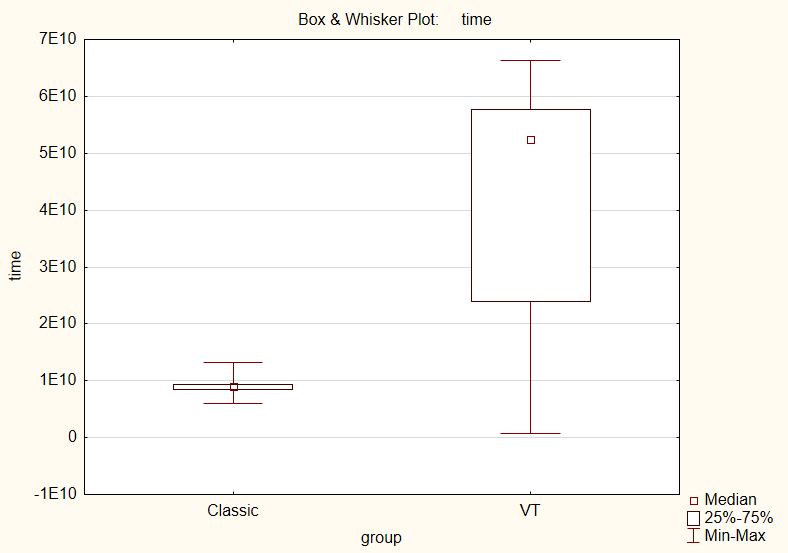 Box & Whisker Plot: time
7E10
6E10
5E10
4E10
3E10
2E10
1E10
0
-1E10
time
Classic VT
group
Median
25%-75%
Min-Max